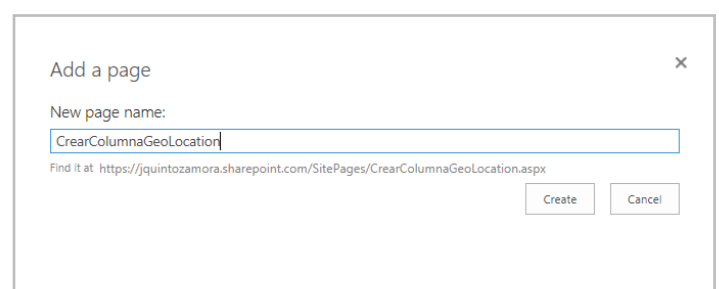 Add a page
New page name:
CrearColumnaGeoLocation
Find it at https://jquintozamora.sharepoint.com/SitePages/CrearColumnaGeoLocation.aspx
Create Cancel